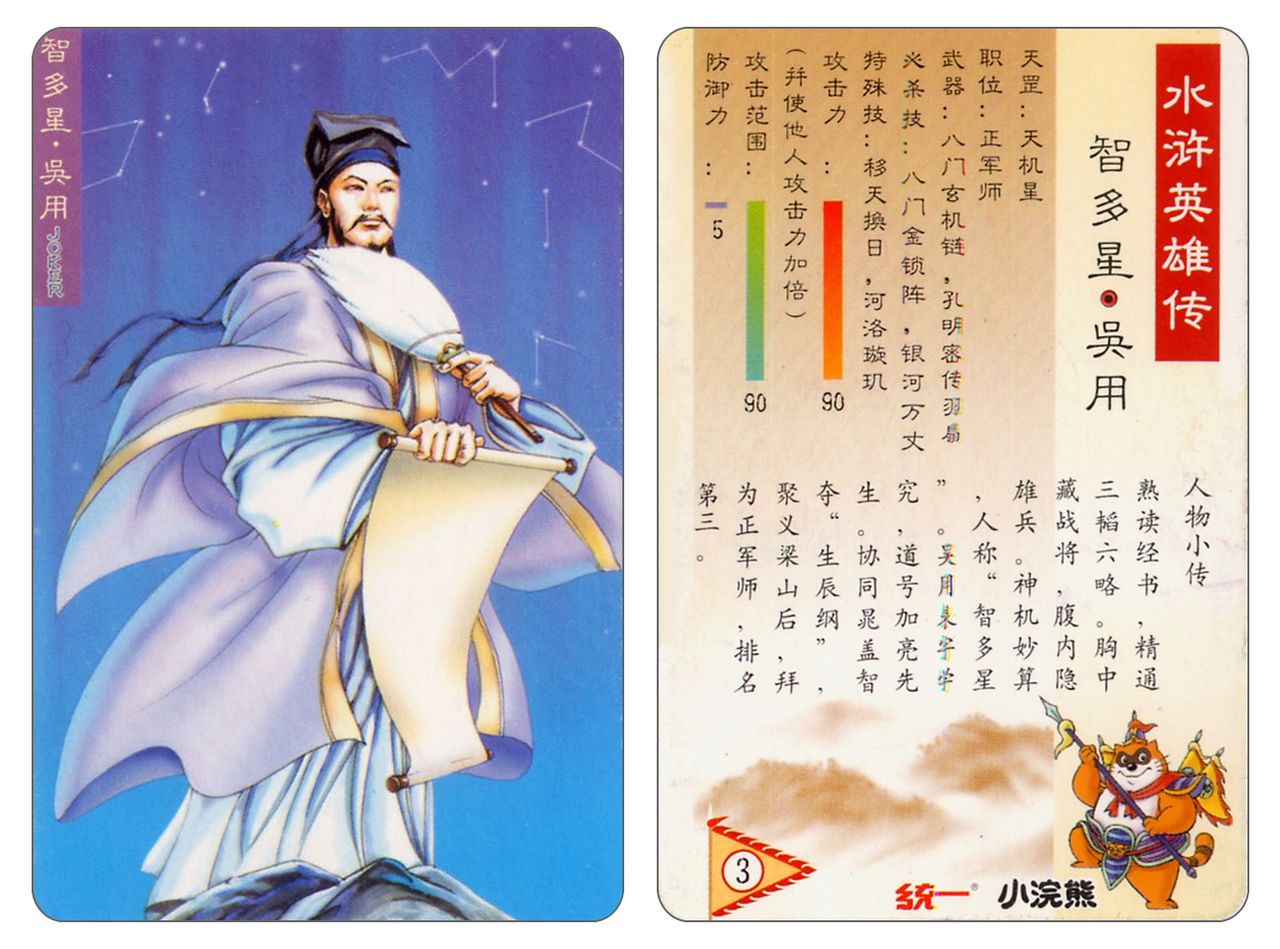 智多星·吳用JOKER
水浒英雄传
智多星·吳用
天罡：天机星
职位：正军师
武器：八门玄机链，孔明密传羽扇
必杀技：八门金锁阵，银河万丈
特殊技：移天換日，河洛璇玑
攻击力：90
（并使他人攻击力加倍）
攻击范围：90
防御力：5
人物小传
熟读经书，精通
三韬六略。胸中
藏战将，腹内隐
雄兵。神机妙算
，人称“智多星
”。吴用表字学
究，道号加亮先
生。协同晁盖智
夺“生辰纲”，
聚义梁山后，拜
为正军师，排名
第三。
3
统一® 小浣熊